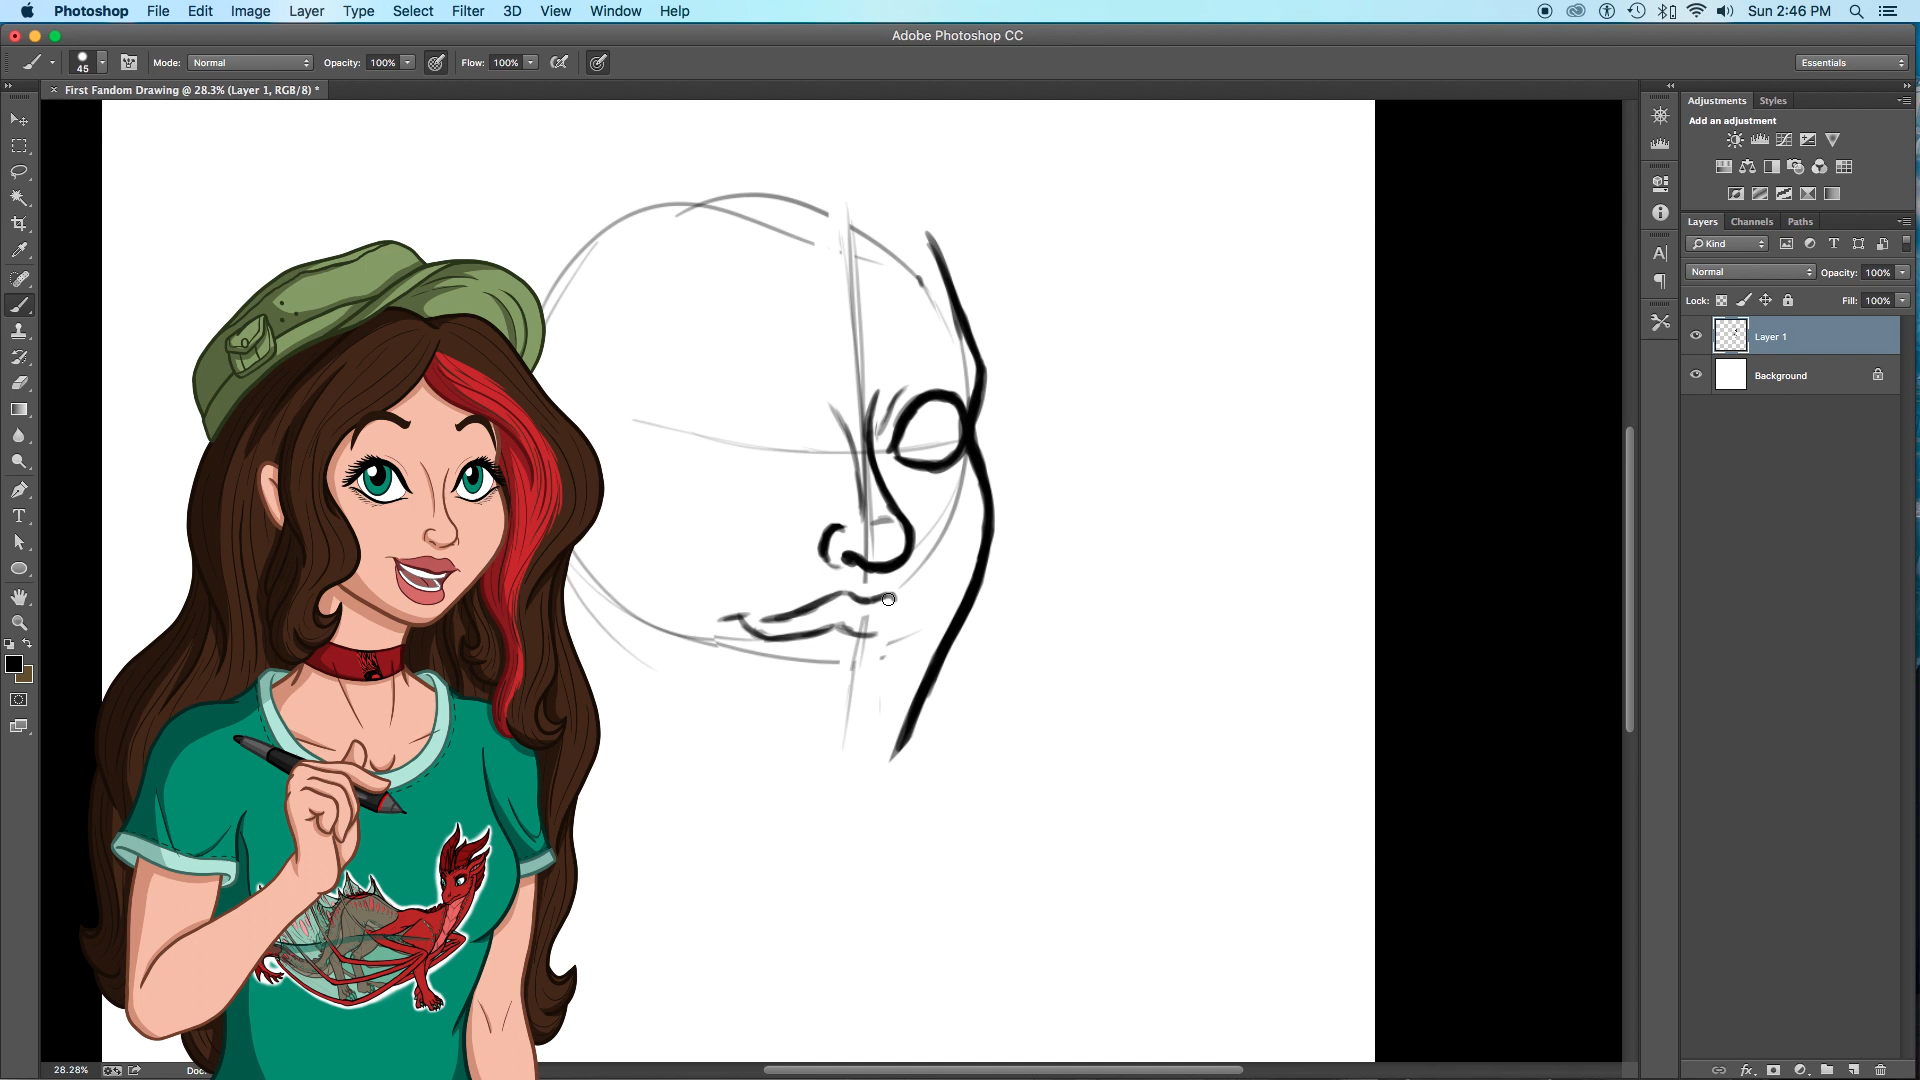 Photoshop File Edit Image Layer Type Select Filter 3D View Window Help Sun 2:46 PM
Adobe Photoshop CC
45 Mode: Normal Opacity: 100% Flow: 100% Essentials
× First Fandom Drawing @ 28.3% (Layer 1, RGB/8) *
Adjustments Styles
Add an adjustment
Layers Channels Paths
Kind
Normal Opacity: 100%
Lock: Fill: 100%
Layer 1
Background
28.28% Doc: